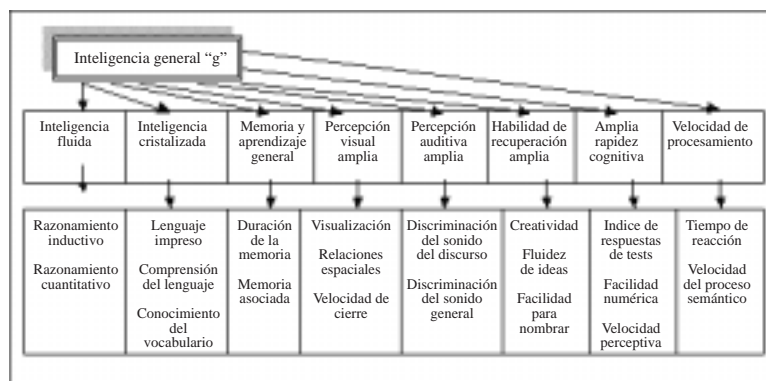 Inteligencia general “g”
Inteligencia
fluida
Inteligencia
cristalizada
Memoria y
aprendizaje
general
Percepción
visual
amplia
Percepción
auditiva
amplia
Habilidad de
recuperación
amplia
Amplia
rapidez
cognitiva
Velocidad de
procesamiento
Razonamiento
inductivo
Razonamiento
cuantitativo
Lenguaje
impreso
Comprensión
del lenguaje
Conocimiento
del
vocabulario
Duración
de la
memoria
Memoria
asociada
Visualización
Relaciones
espaciales
Velocidad de
cierre
Discriminación
del sonido
del discurso
Discriminación
del sonido
general
Creatividad
Fluidez
de ideas
Facilidad
para
nombrar
Indice de
respuestas
de tests
Facilidad
numérica
Velocidad
perceptiva
Tiempo de
reacción
Velocidad
del proceso
semántico